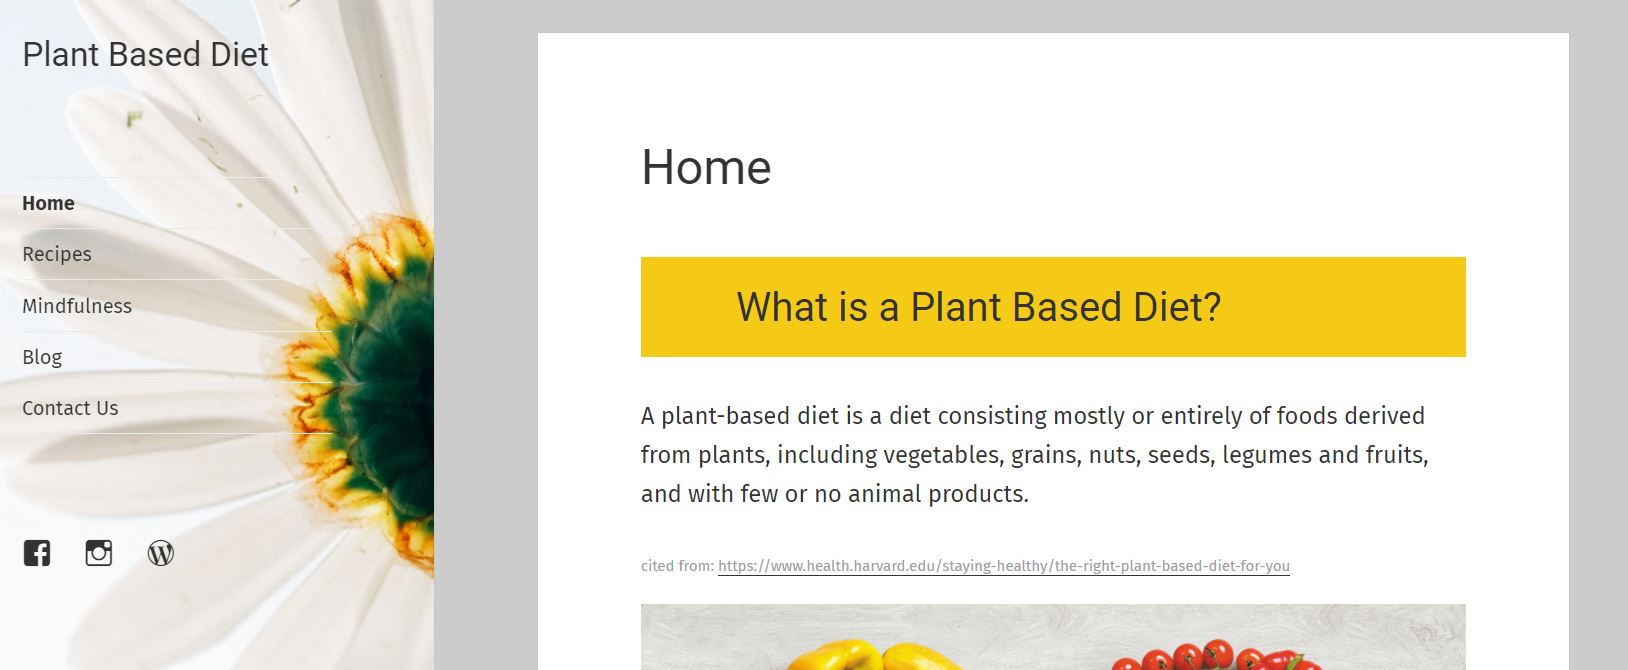 Plant Based Diet
Home
Recipes
Mindfulness
Blog
Contact Us
Home
What is a Plant Based Diet?
A plant-based diet is a diet consisting mostly or entirely of foods derived
from plants, including vegetables, grains, nuts, seeds, legumes and fruits,
and with few or no animal products.
cited from: https://www.health.harvard.edu/staying-healthy/the-right-plant-based-diet-for-you